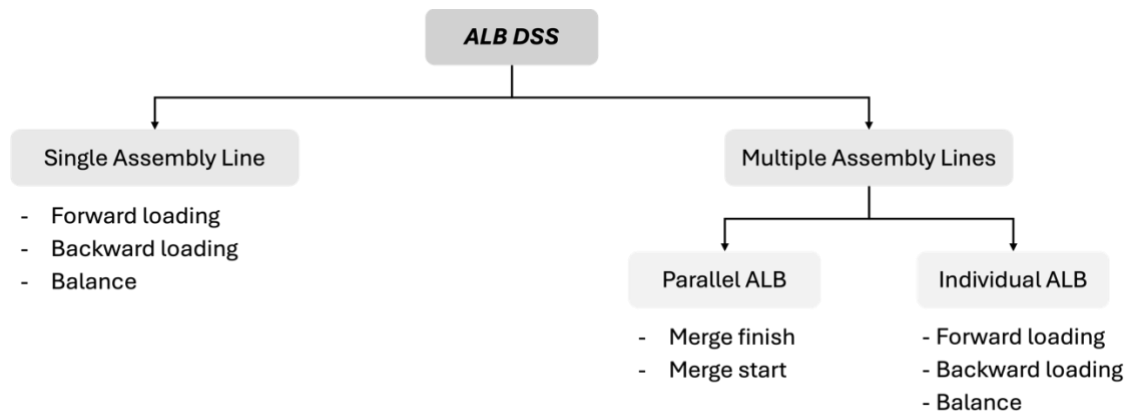 ALB DSS
Single Assembly Line
- Forward loading
- Backward loading
- Balance
Multiple Assembly Lines
Parallel ALB
- Merge finish
- Merge start
Individual ALB
- Forward loading
- Backward loading
- Balance